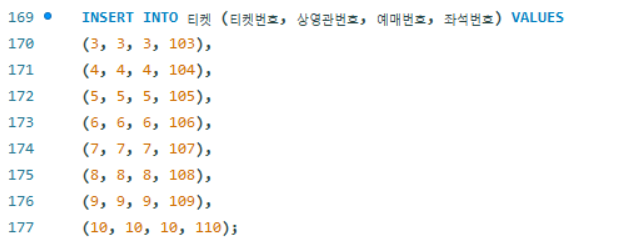 169 INSERT INTO 티켓 (티켓번호, 상영관번호, 예매번호, 좌석번호) VALUES
170 (3, 3, 3, 103),
171 (4, 4, 4, 104),
172 (5, 5, 5, 105),
173 (6, 6, 6, 106),
174 (7, 7, 7, 107),
175 (8, 8, 8, 108),
176 (9, 9, 9, 109),
177 (10, 10, 10, 110);